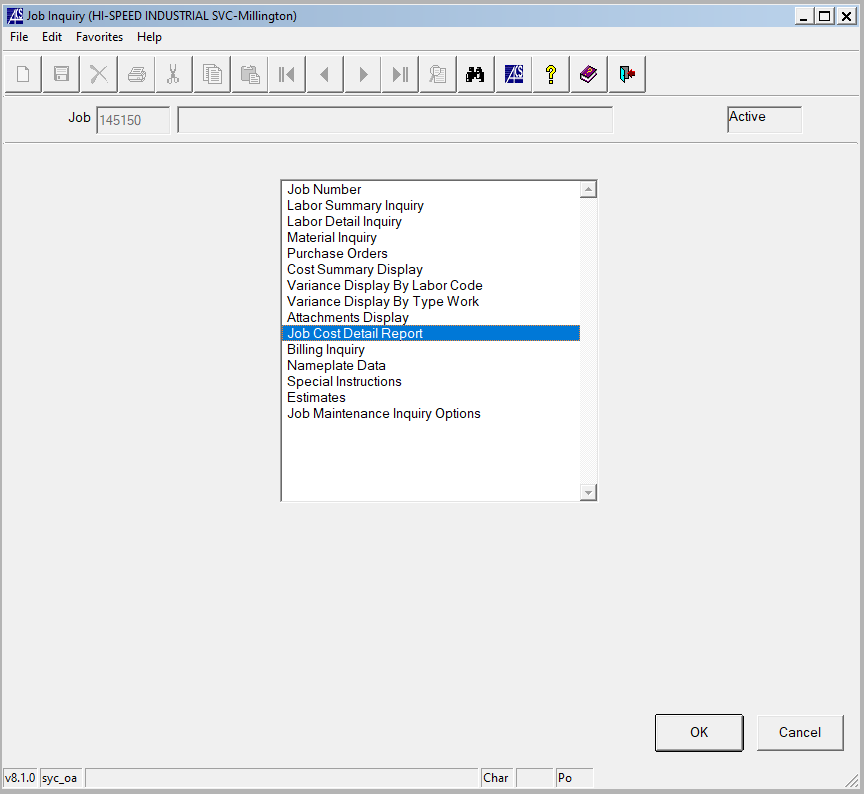 Job Inquiry (HI-SPEED INDUSTRIAL SVC-Millington)
File Edit Favorites Help
Job 145150 Active
Job Number
Labor Summary Inquiry
Labor Detail Inquiry
Material Inquiry
Purchase Orders
Cost Summary Display
Variance Display By Labor Code
Variance Display By Type Work
Attachments Display
Job Cost Detail Report
Billing Inquiry
Nameplate Data
Special Instructions
Estimates
Job Maintenance Inquiry Options
OK Cancel
v8.1.0 syc_oa Char Po